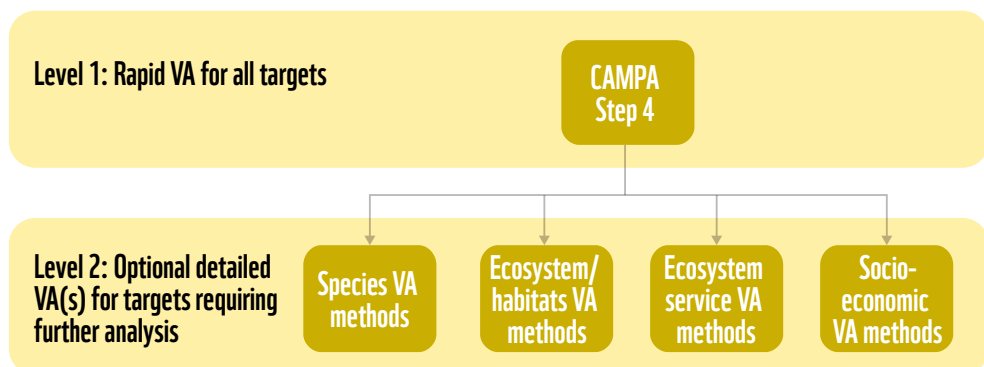 Level 1: Rapid VA for all targets
CAMPA
Step 4
Level 2: Optional detailed
VA(s) for targets requiring
further analysis
Species VA
methods
Ecosystem/
habitats VA
methods
Ecosystem
service VA
methods
Socio-
economic
VA methods